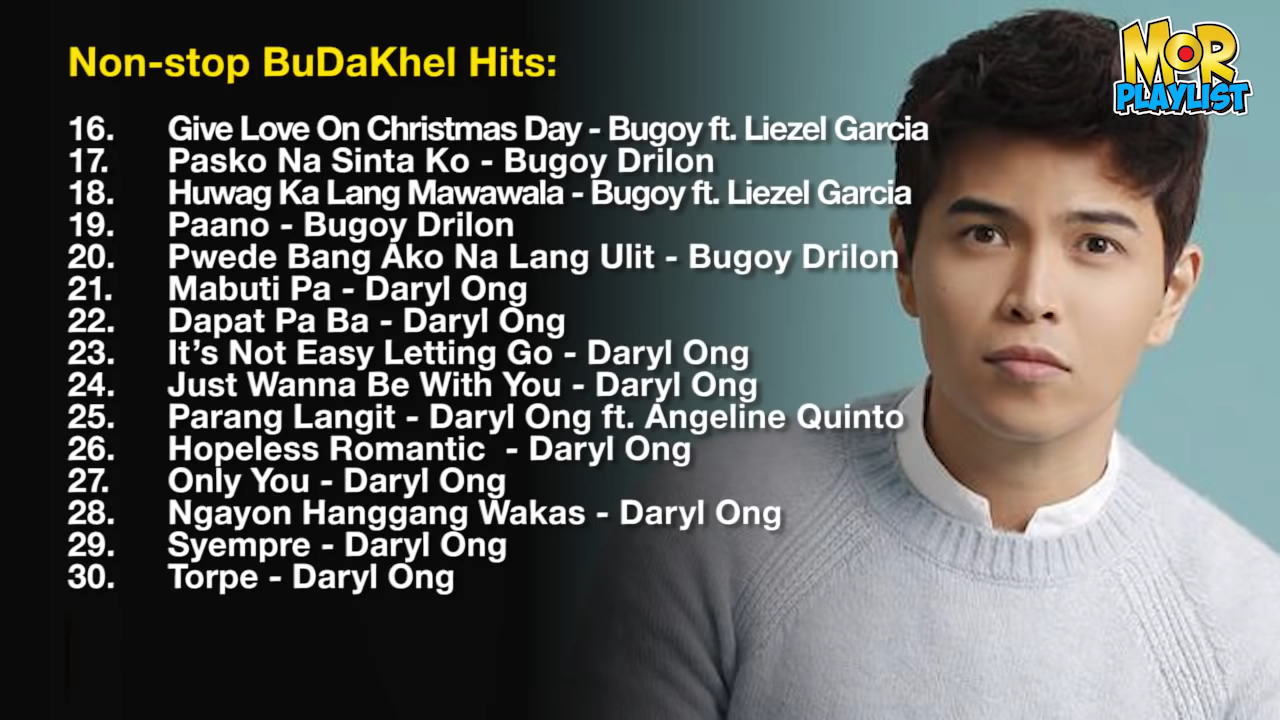 Non-stop BuDaKhel Hits:
MOR
PLAYLIST
16. Give Love On Christmas Day - Bugoy ft. Liezel Garcia
17. Pasko Na Sinta Ko - Bugoy Drilon
18. Huwag Ka Lang Mawawala - Bugoy ft. Liezel Garcia
19. Paano - Bugoy Drilon
20. Pwede Bang Ako Na Lang Ulit - Bugoy Drilon
21. Mabuti Pa - Daryl Ong
22. Dapat Pa Ba - Daryl Ong
23. It’s Not Easy Letting Go - Daryl Ong
24. Just Wanna Be With You - Daryl Ong
25. Parang Langit - Daryl Ong ft. Angeline Quinto
26. Hopeless Romantic - Daryl Ong
27. Only You - Daryl Ong
28. Ngayon Hanggang Wakas - Daryl Ong
29. Syempre - Daryl Ong
30. Torpe - Daryl Ong